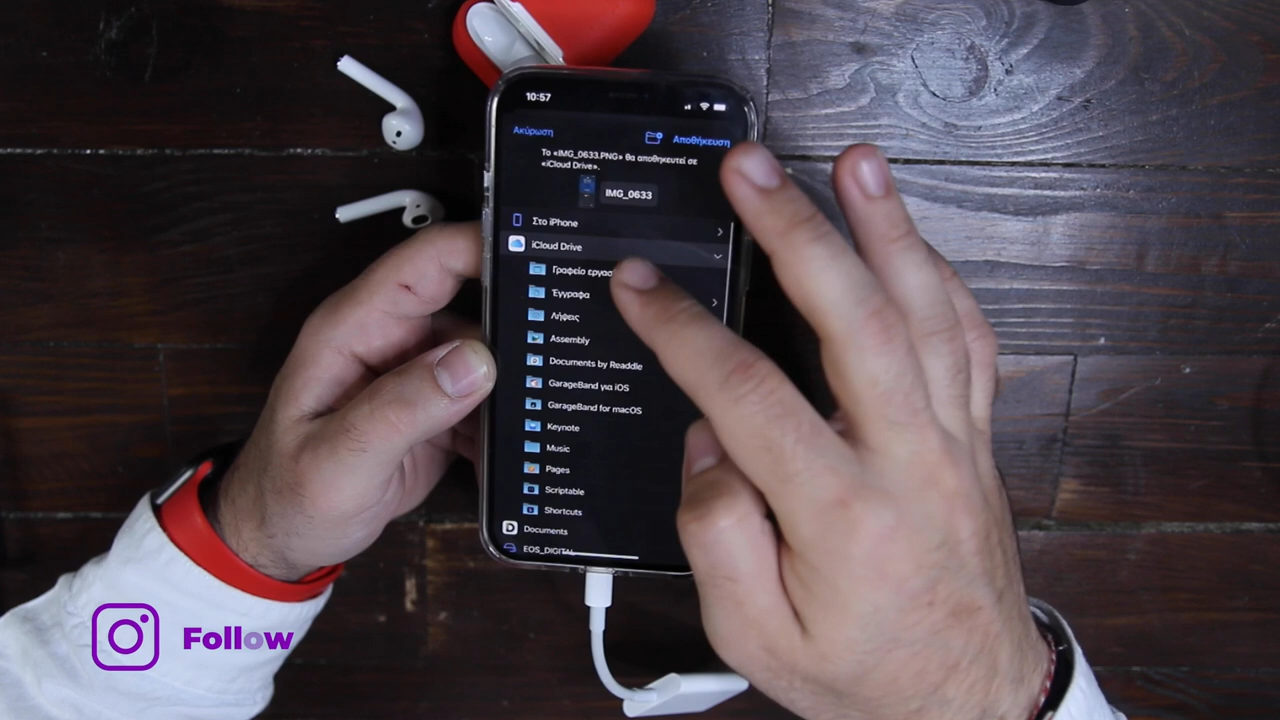 10:57
Ακύρωση
Αποθήκευση
Το «IMG_0633.PNG» θα αποθηκευτεί σε
«iCloud Drive».
IMG_0633
Στο iPhone
iCloud Drive
Γραφείο
Έγγραφα
Λήψεις
Assembly
Documents by Readdle
GarageBand για iOS
GarageBand for macOS
Keynote
Music
Pages
Scriptable
Shortcuts
Documents
EOS_DIGITAL
Follow